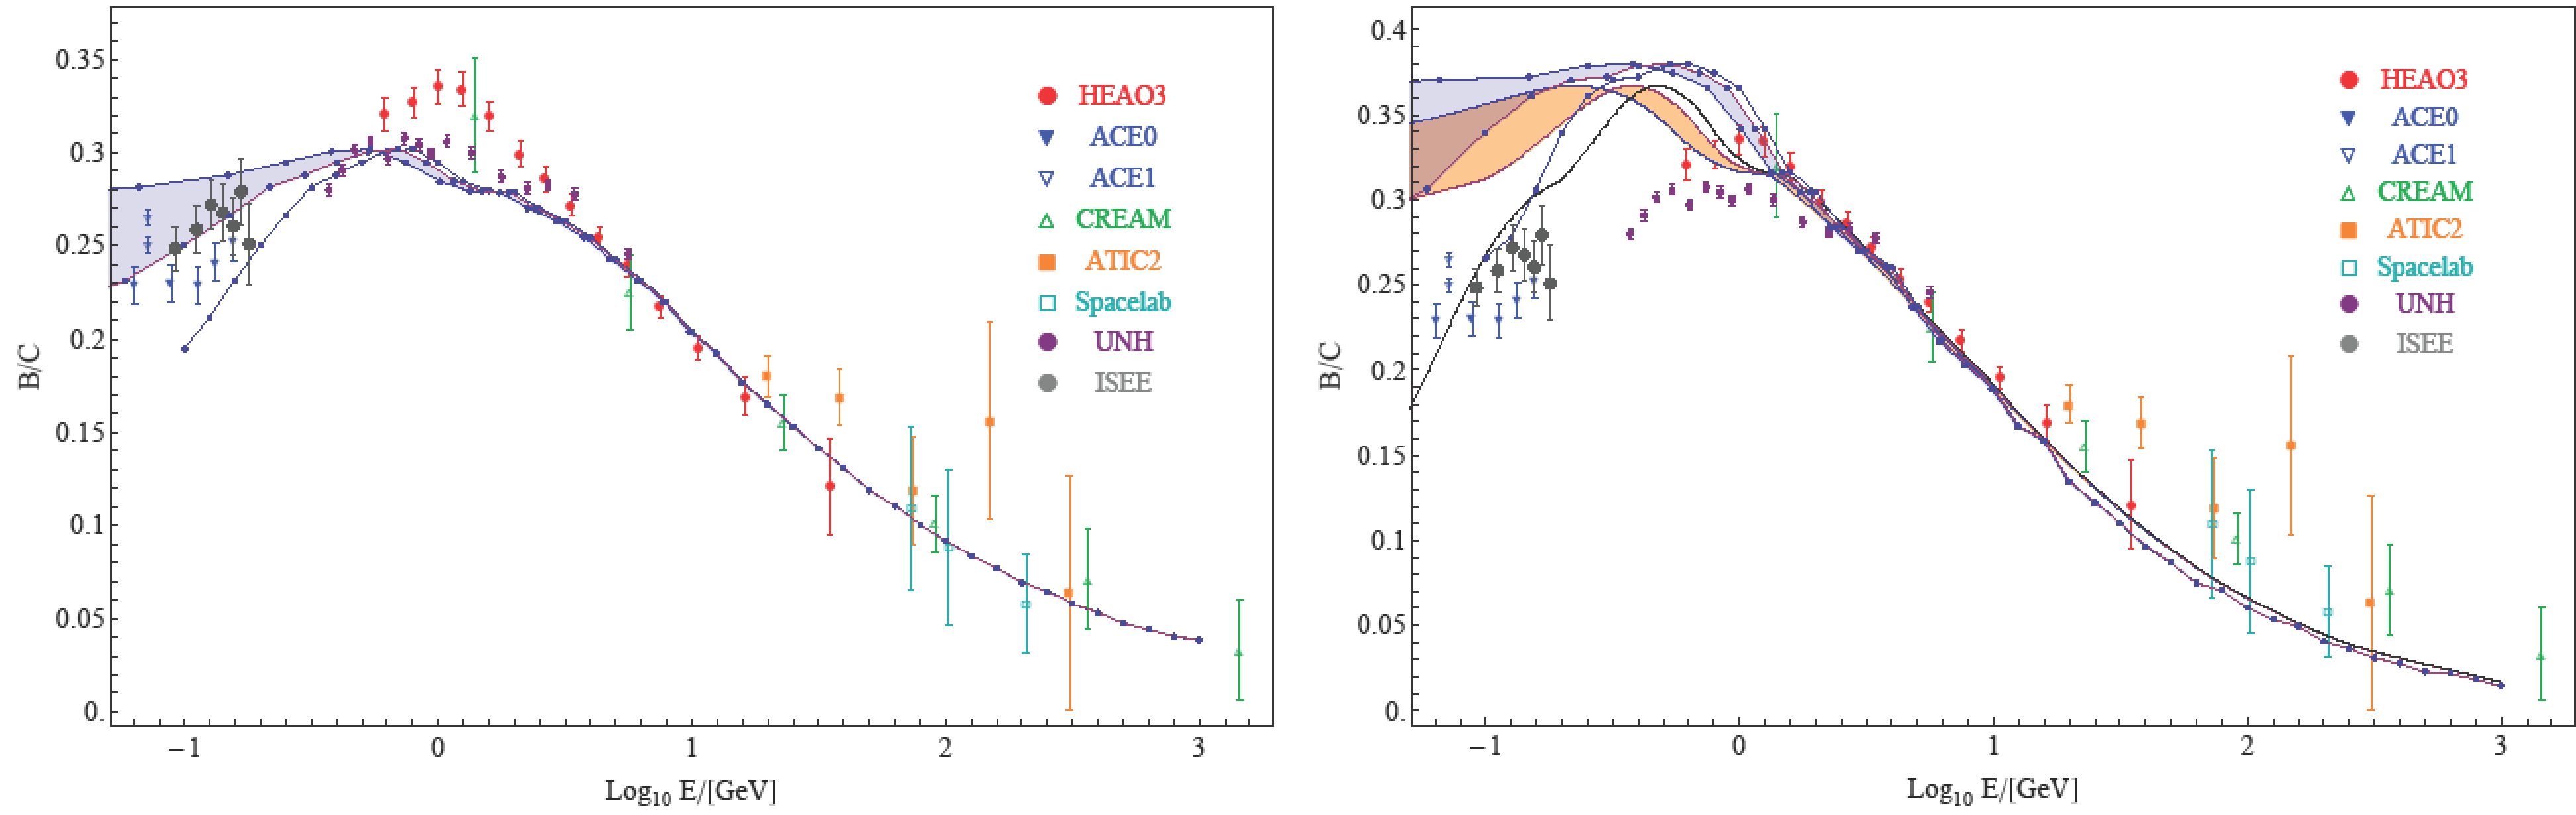 0.35
0.3
0.25
0.2
0.15
0.1
0.05
0.
B/C
HEAO3
ACE0
ACE1
CREAM
ATIC2
Spacelab
UNH
ISEE
−1 0 1 2 3
Log10 E/[GeV]
0.4
0.35
0.3
0.25
0.2
0.15
0.1
0.05
0.
B/C
HEAO3
ACE0
ACE1
CREAM
ATIC2
Spacelab
UNH
ISEE
−1 0 1 2 3
Log10 E/[GeV]